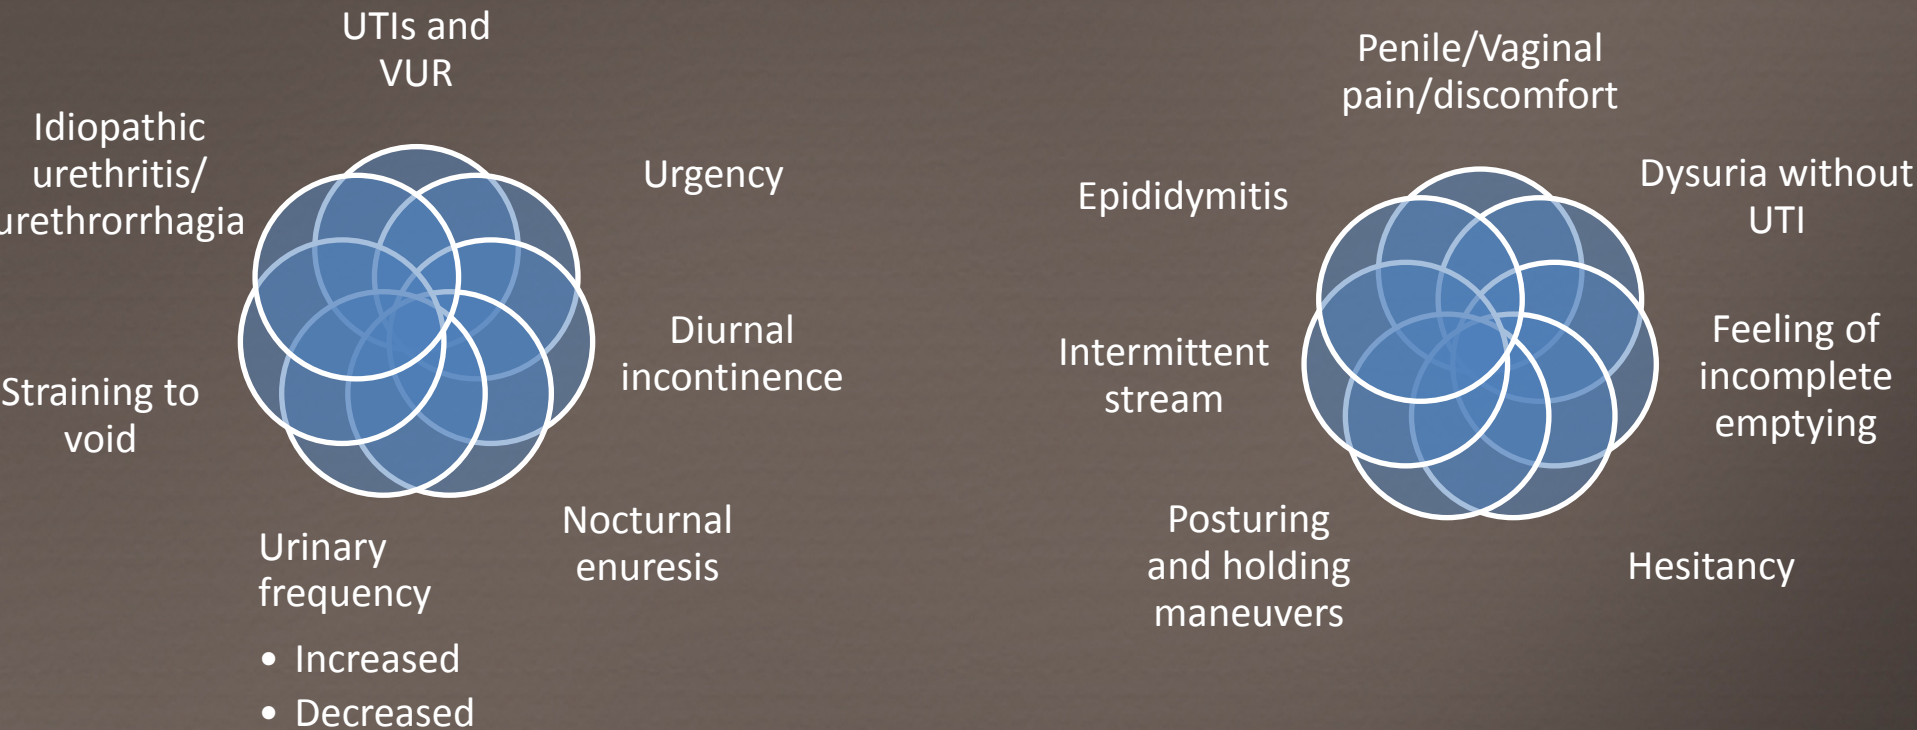 UTIs and
VUR
Urgency
Diurnal
incontinence
Nocturnal
enuresis
Urinary
frequency
• Increased
• Decreased
Straining to
void
Idiopathic
urethritis/
urethrorrhagia
Penile/Vaginal
pain/discomfort
Dysuria without
UTI
Feeling of
incomplete
emptying
Hesitancy
Posturing
and holding
maneuvers
Intermittent
stream
Epididymitis